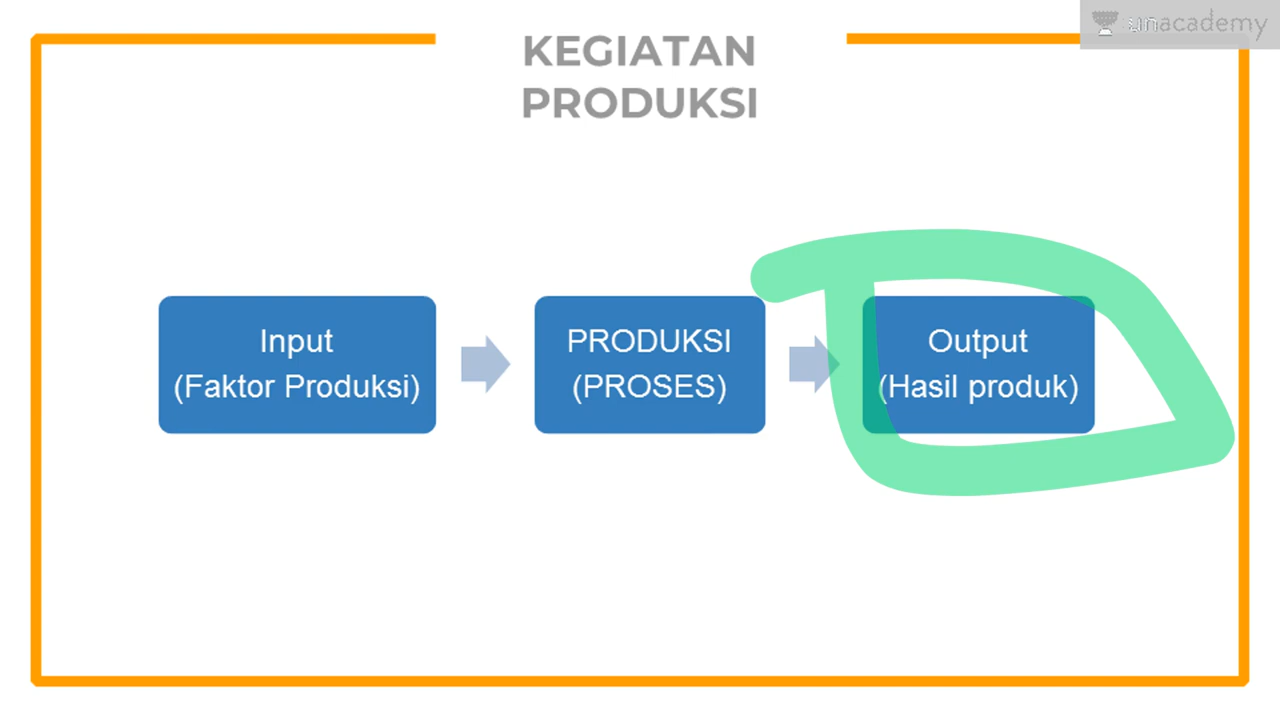 unacademy
KEGIATAN
PRODUKSI
Input
(Faktor Produksi)
PRODUKSI
(PROSES)
Output
(Hasil produk)